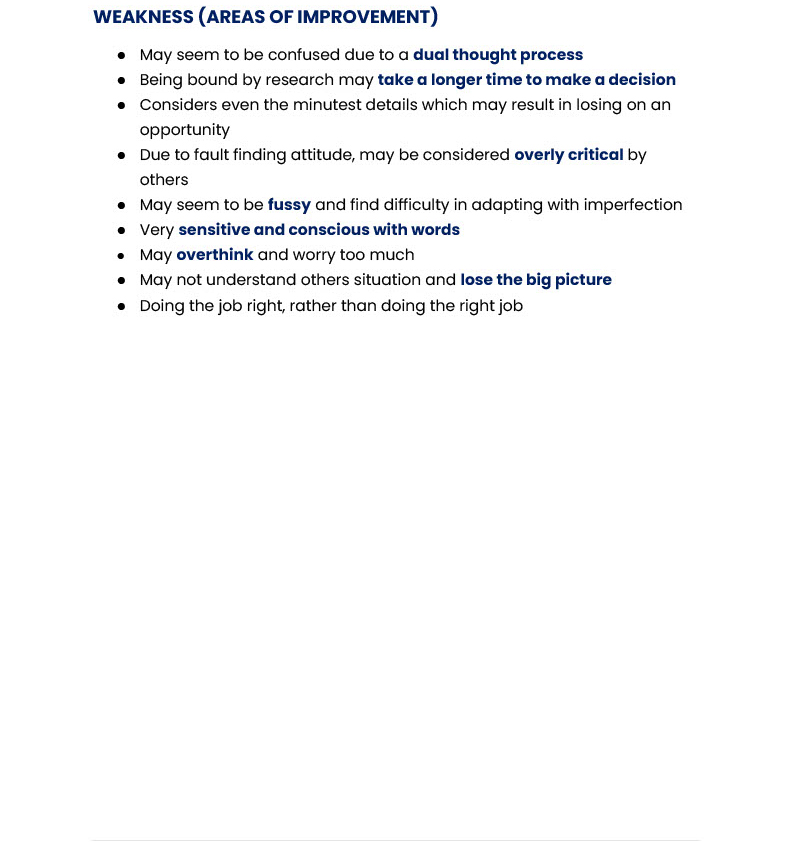 WEAKNESS (AREAS OF IMPROVEMENT)
● May seem to be confused due to a dual thought process
● Being bound by research may take a longer time to make a decision
● Considers even the minutest details which may result in losing on an
opportunity
● Due to fault finding attitude, may be considered overly critical by
others
● May seem to be fussy and find difficulty in adapting with imperfection
● Very sensitive and conscious with words
● May overthink and worry too much
● May not understand others situation and lose the big picture
● Doing the job right, rather than doing the right job